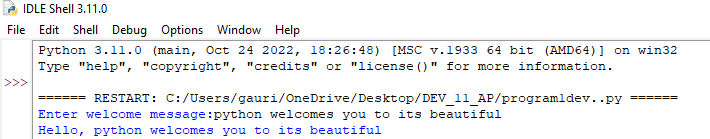 IDLE Shell 3.11.0
File Edit Shell Debug Options Window Help
Python 3.11.0 (main, Oct 24 2022, 18:26:48) [MSC v.1933 64 bit (AMD64)] on win32
Type "help", "copyright", "credits" or "license()" for more information.
>>>
====== RESTART: C:/Users/gauri/OneDrive/Desktop/DEV_11_AP/program1dev..py ======
Enter welcome message:python welcomes you to its beautiful
Hello, python welcomes you to its beautiful